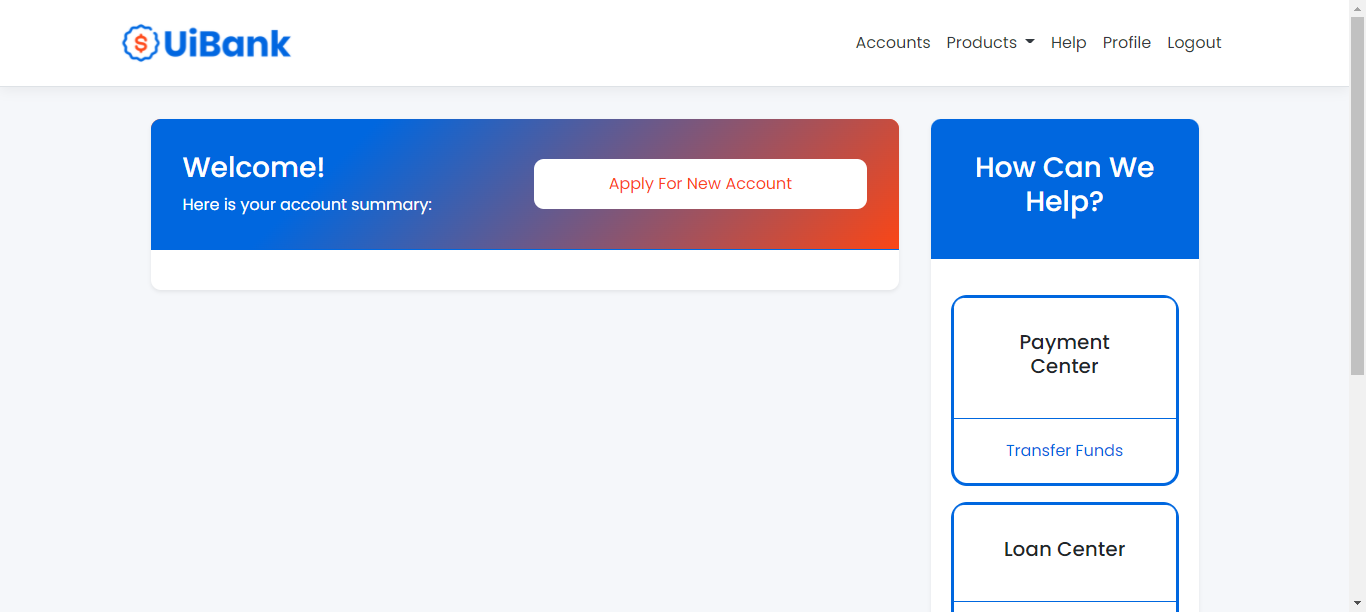 $ UiBank
Accounts Products Help Profile Logout
Welcome!
Here is your account summary:
Apply For New Account
How Can We
Help?
Payment
Center
Transfer Funds
Loan Center